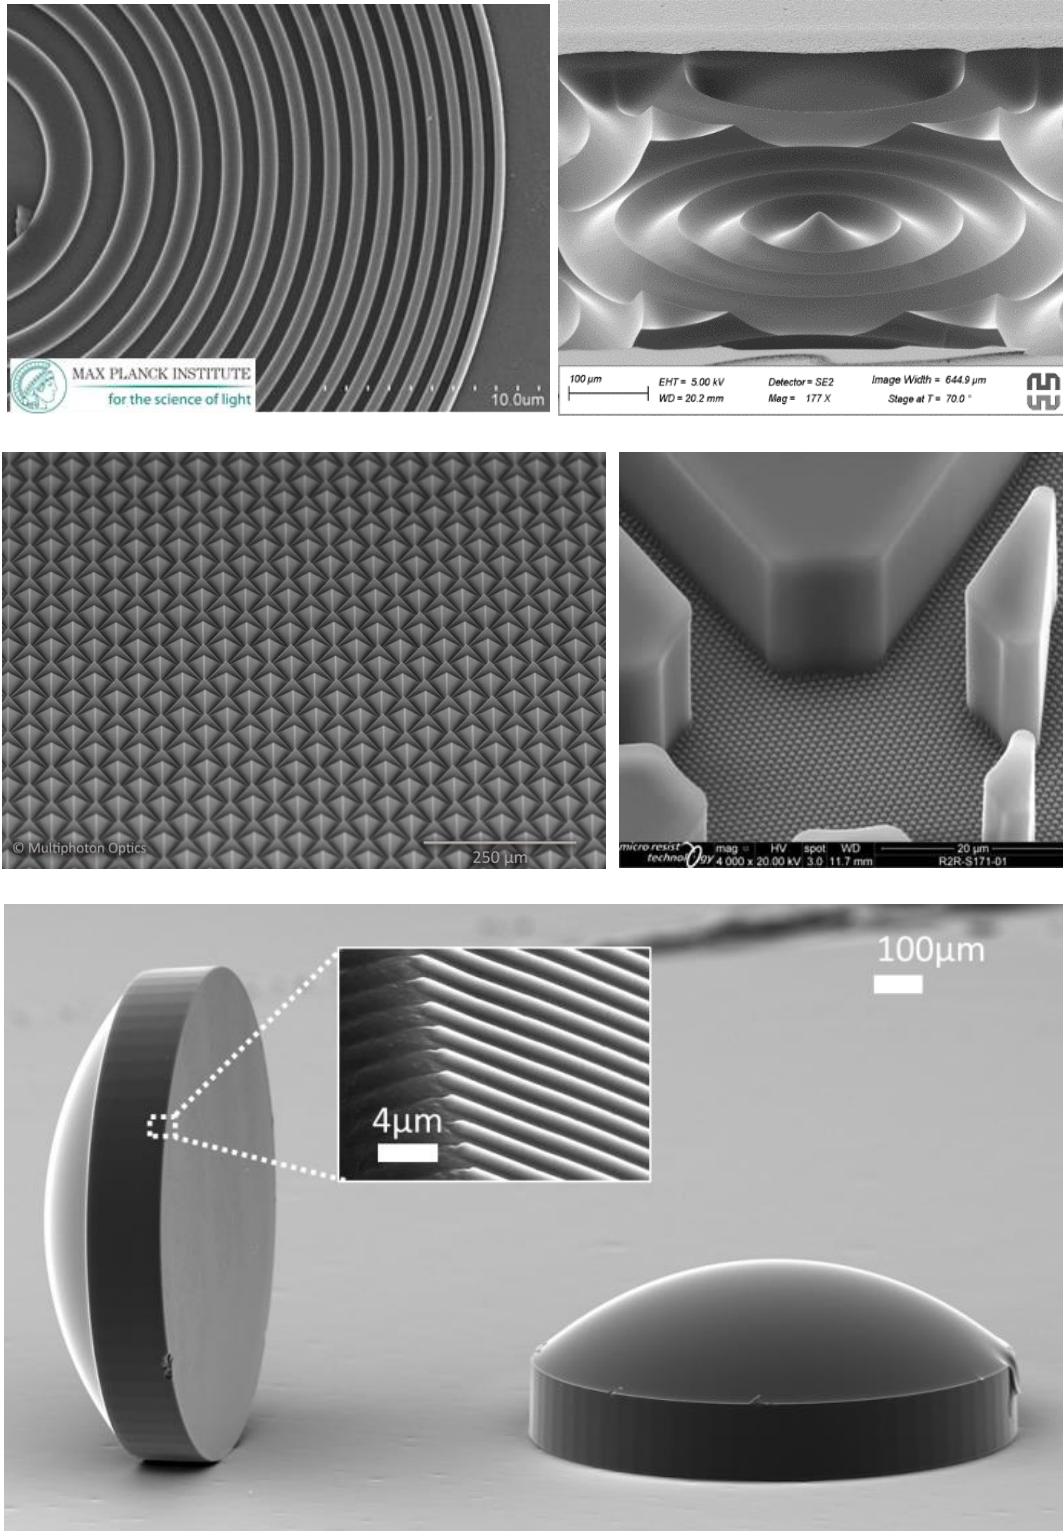 MAX PLANCK INSTITUTE
for the science of light
10.0um
100 µm
EHT = 5.00 kV
Detector = SE2
Image Width = 644.9 µm
WD = 20.2 mm
Mag = 177 X
Stage at T = 70.0 °
© Multiphoton Optics
250 µm
micro resist
technology
mag
HV
spot
WD
20 µm
4 000 x
20.00 kV
3.0
11.7 mm
R2R-S171-01
100µm
4µm